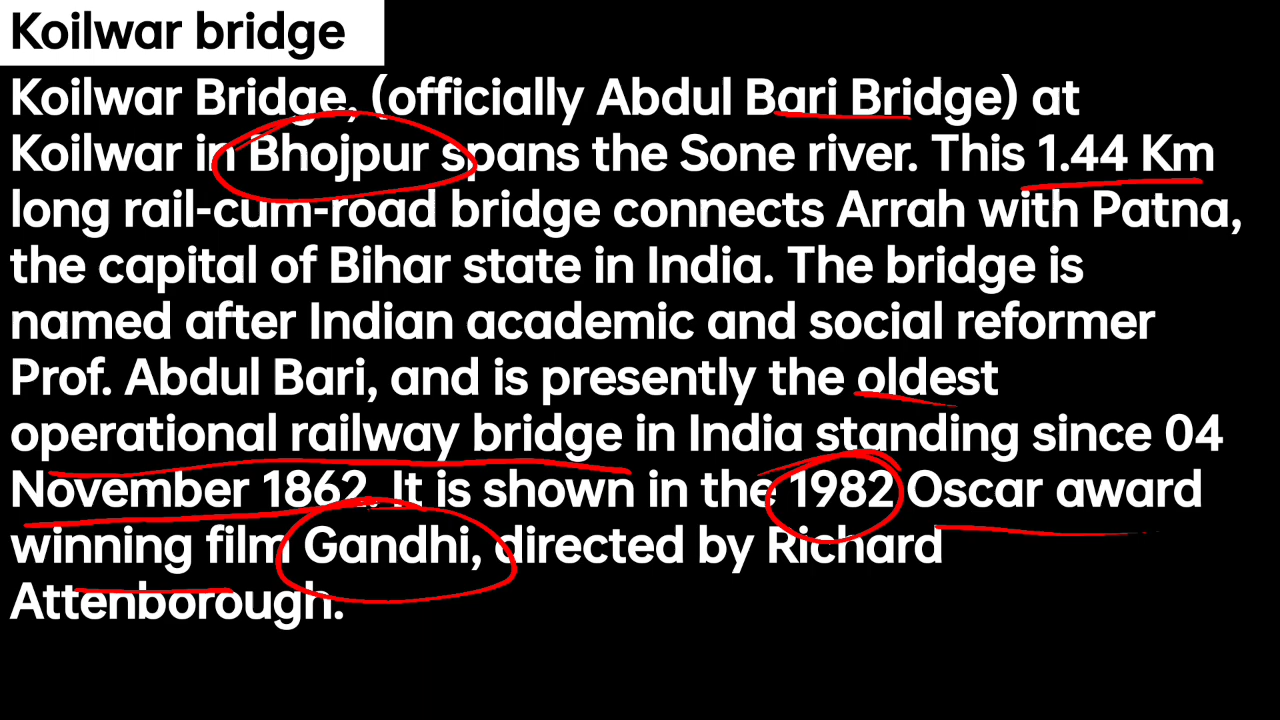 Koilwar bridge
Koilwar Bridge, (officially Abdul Bari Bridge) at
Koilwar in Bhojpur spans the Sone river. This 1.44 Km
long rail-cum-road bridge connects Arrah with Patna,
the capital of Bihar state in India. The bridge is
named after Indian academic and social reformer
Prof. Abdul Bari, and is presently the oldest
operational railway bridge in India standing since 04
November 1862. It is shown in the 1982 Oscar award
winning film Gandhi, directed by Richard
Attenborough.